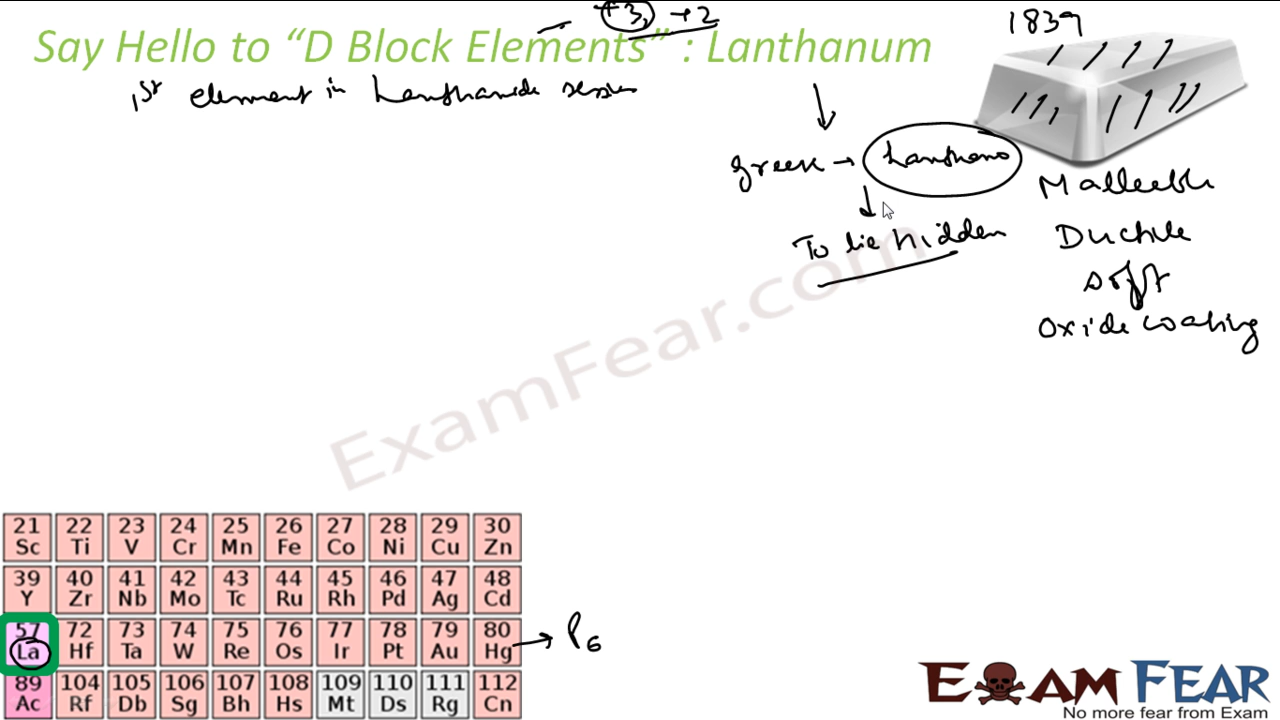 +3, +2
Say Hello to “D Block Elements” : Lanthanum
1839
1st element in Lanthanide
Greek → Lanthano
To lie hidden
Malleable
Ductile
soft
Oxide coating
ExamFear.com
21 22 23 24 25 26 27 28 29 30
Sc Ti V Cr Mn Fe Co Ni Cu Zn
39 40 41 42 43 44 45 46 47 48
Y Zr Nb Mo Tc Ru Rh Pd Ag Cd
57 72 73 74 75 76 77 78 79 80
La Hf Ta W Re Os Ir Pt Au Hg → P6
89 104 105 106 107 108 109 110 111 112
Ac Rf Db Sg Bh Hs Mt Ds Rg Cn
EXAM FEAR
No more fear from Exam